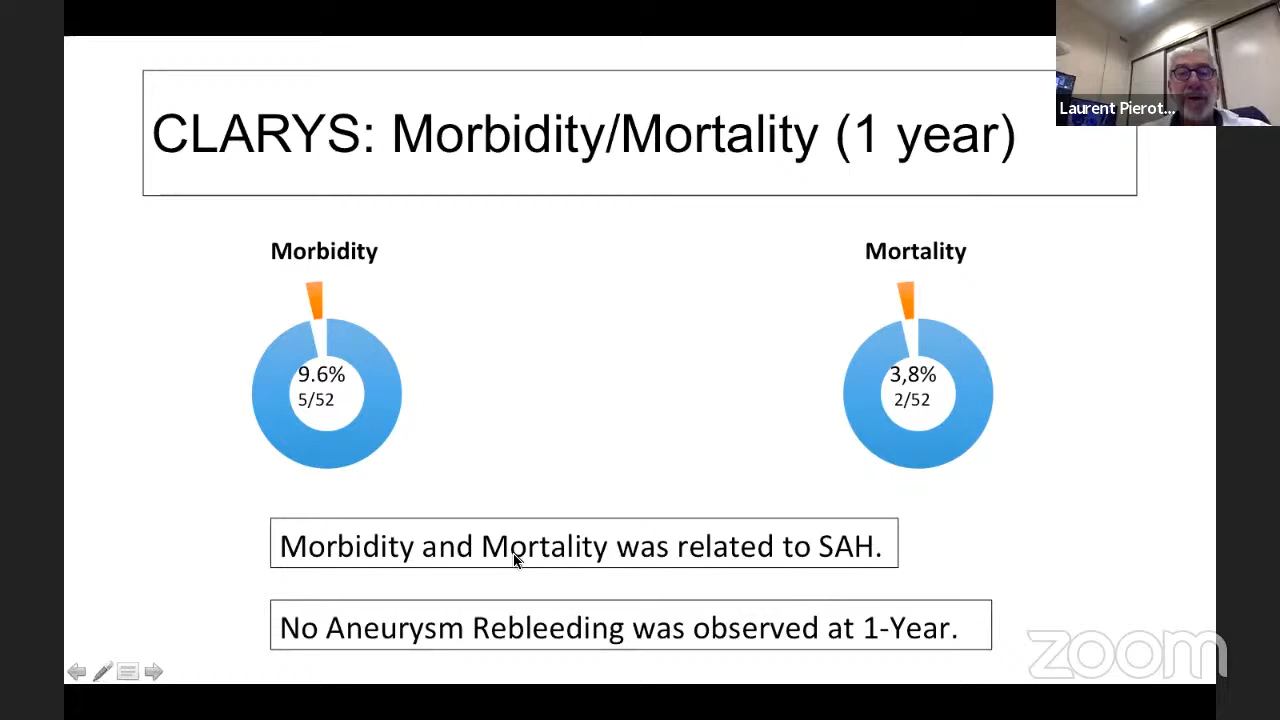 Laurent Pierot...
CLARYS: Morbidity/Mortality (1 year)
Morbidity
Mortality
9.6%
5/52
3,8%
2/52
Morbidity and Mortality was related to SAH.
No Aneurysm Rebleeding was observed at 1-Year.
zoom